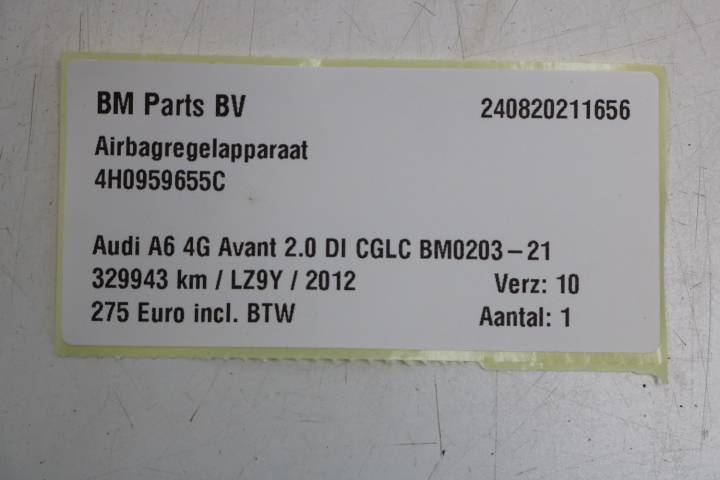 BM Parts BV 240820211656
Airbagregelapparaat
4H0959655C
Audi A6 4G Avant 2.0 DI CGLC BM0203-21
329943 km / LZ9Y / 2012 Verz: 10
275 Euro incl. BTW Aantal: 1